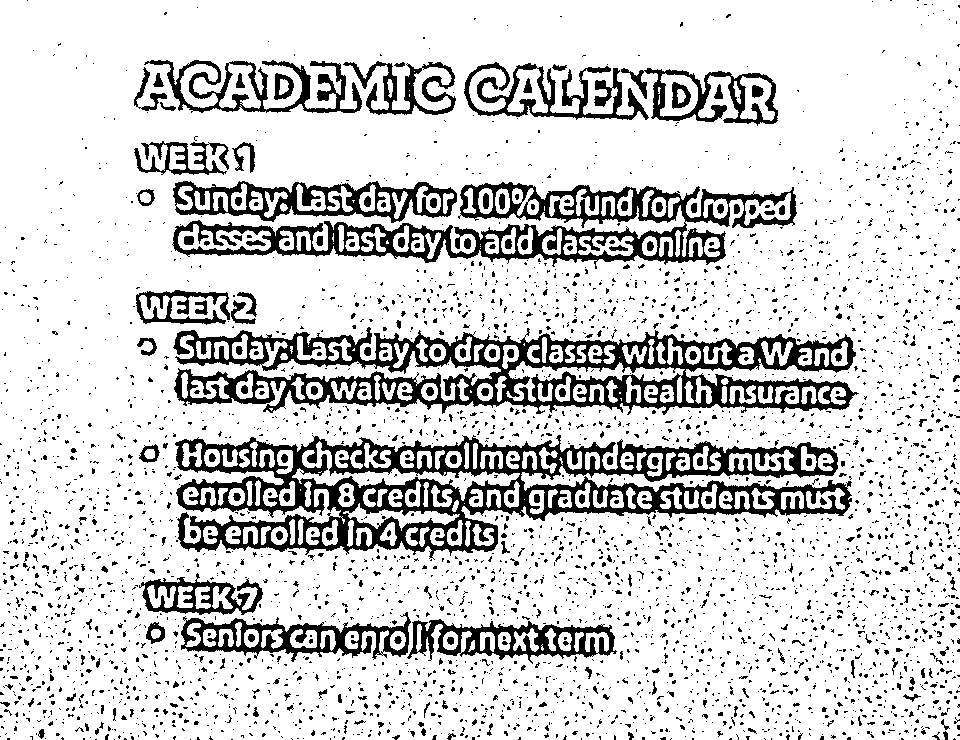 ACADEMIC CALENDAR
WEEK 1
Sunday: Last day for 100% refund for dropped
classes and last day to add classes online
WEEK 2
Sunday: Last day to drop classes without a W and
last day to waive out of student health insurance
Housing checks enrollment; undergrads must be
enrolled in 8 credits, and graduate students must
be enrolled in 4 credits
WEEK 7
Seniors can enroll for next term